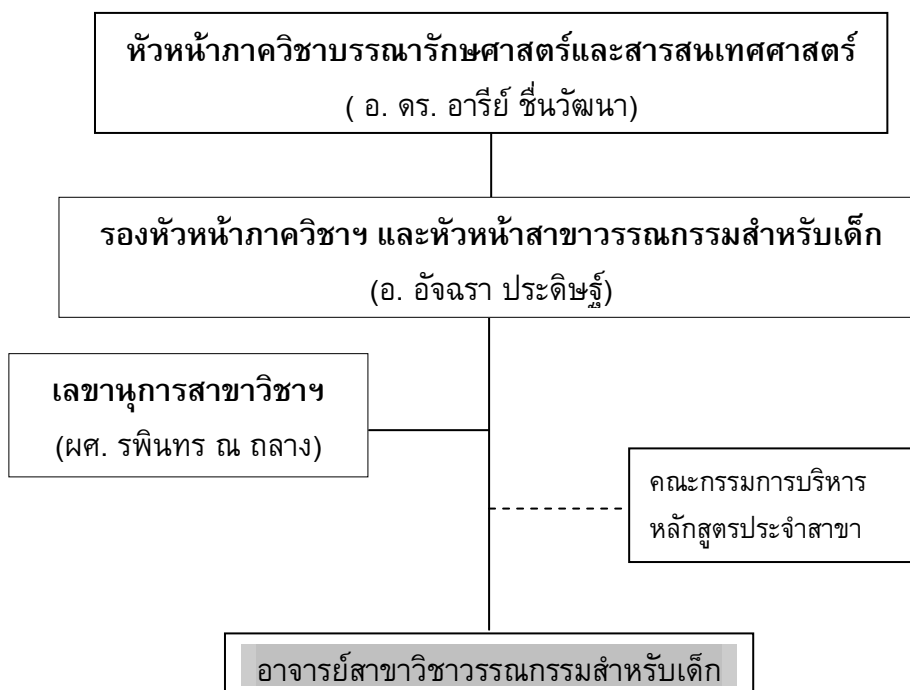 หัวหน้าภาควิชาบรรณารักษศาสตร์และสารสนเทศศาสตร์
( อ. ดร. อารีย์ ชื่นวัฒนา)
รองหัวหน้าภาควิชาฯ และหัวหน้าสาขาวรรณกรรมสำหรับเด็ก
(อ. อัจฉรา ประดิษฐ์)
เลขานุการสาขาวิชาฯ
(ผศ. รพินทร ณ ถลาง)
คณะกรรมการบริหาร
หลักสูตรประจำสาขา
อาจารย์สาขาวิชาวรรณกรรมสำหรับเด็ก